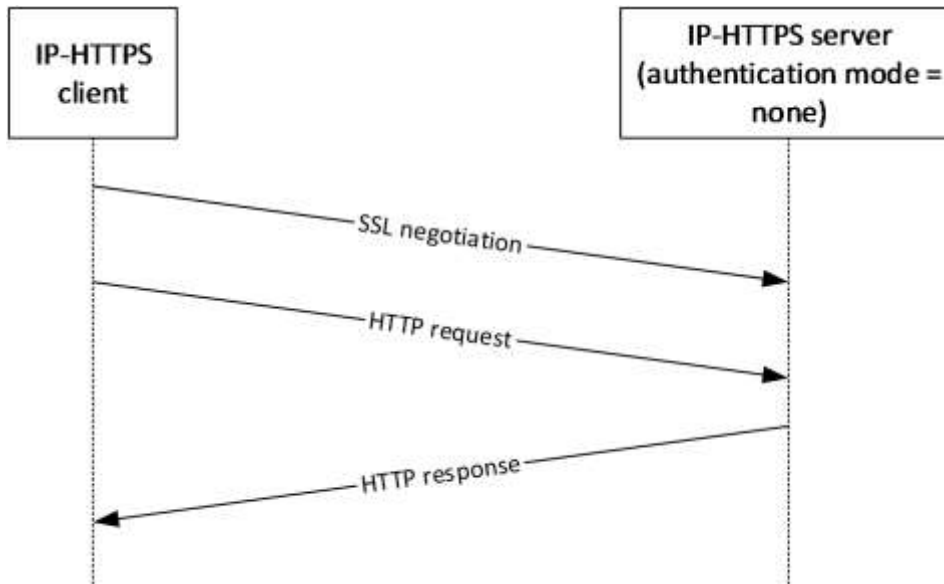 IP-HTTPS
client
IP-HTTPS server
(authentication mode =
none)
SSL negotiation
HTTP request
HTTP response